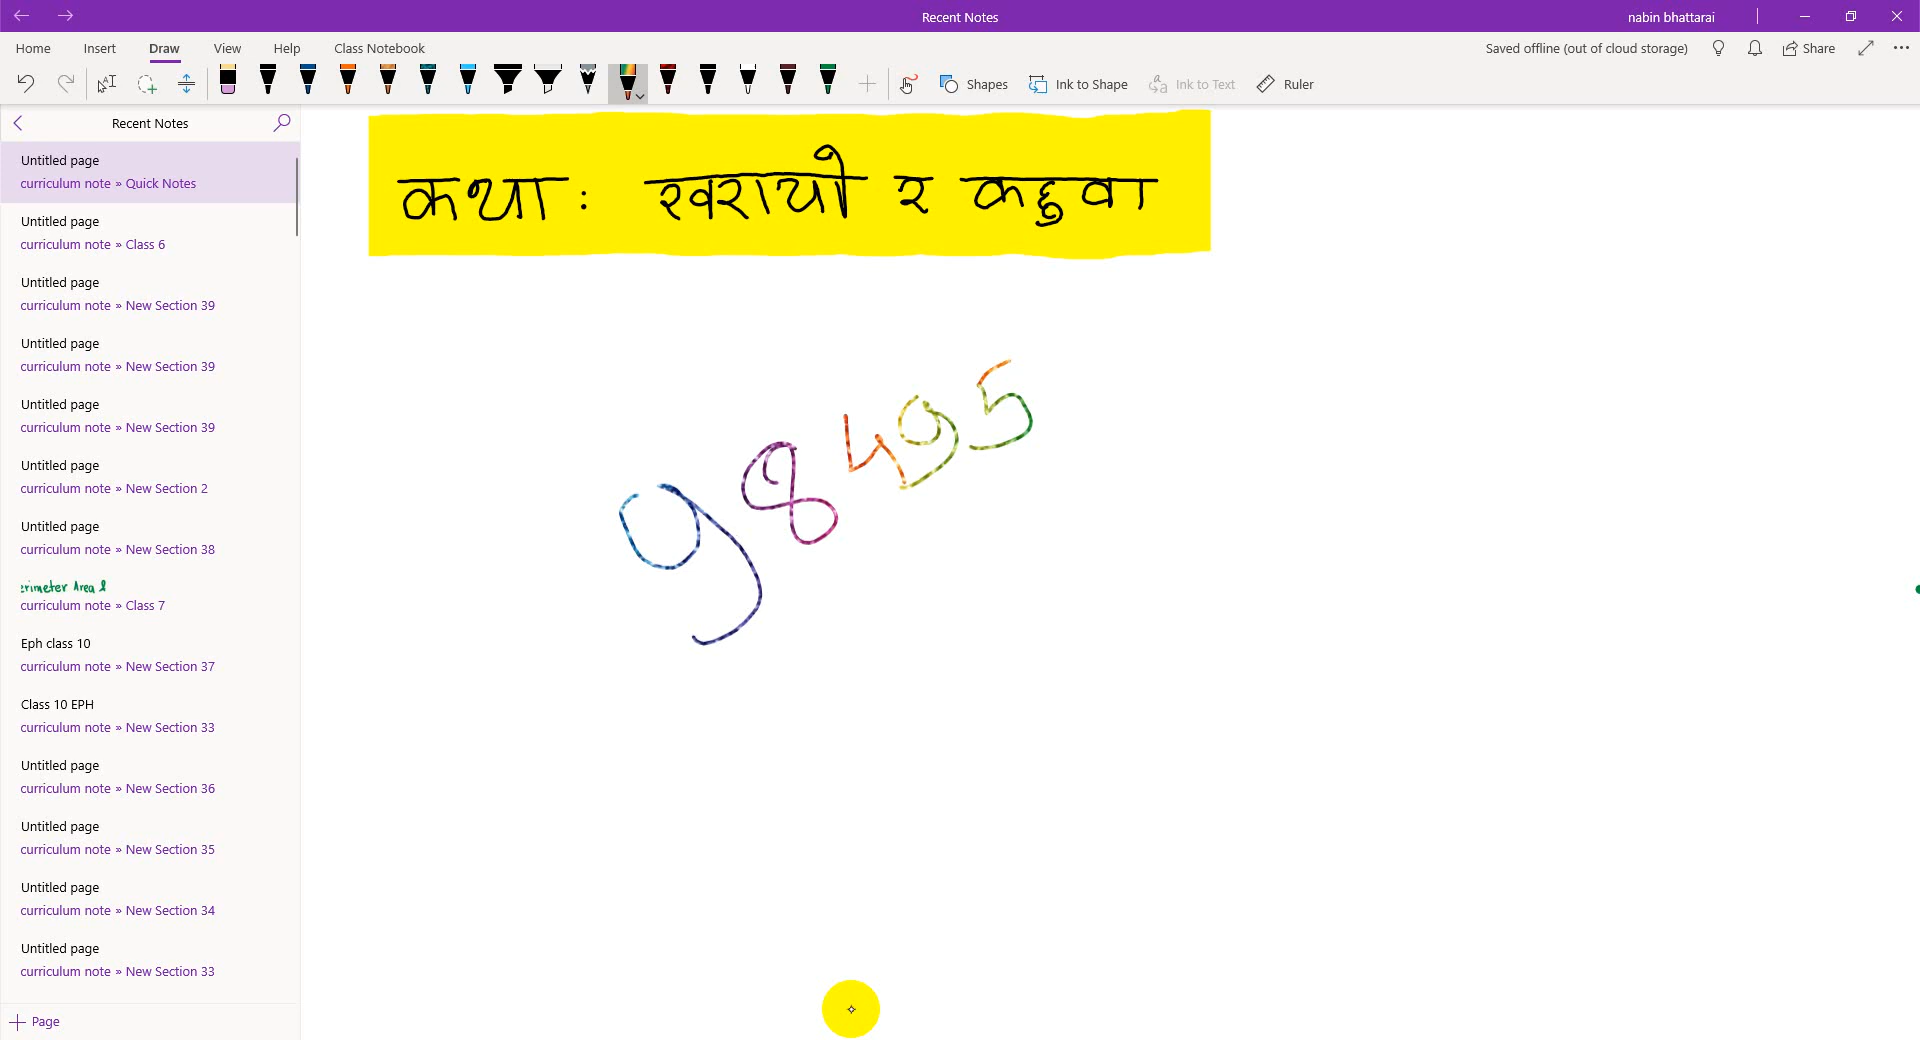 Recent Notes
nabin bhattarai
Home Insert Draw View Help Class Notebook
Saved offline (out of cloud storage)
Share
Shapes Ink to Shape Ink to Text Ruler
Recent Notes
Untitled page
curriculum note » Quick Notes
Untitled page
curriculum note » Class 6
Untitled page
curriculum note » New Section 39
Untitled page
curriculum note » New Section 39
Untitled page
curriculum note » New Section 39
Untitled page
curriculum note » New Section 2
Untitled page
curriculum note » New Section 38
erimeter Area &
curriculum note » Class 7
Eph class 10
curriculum note » New Section 37
Class 10 EPH
curriculum note » New Section 33
Untitled page
curriculum note » New Section 36
Untitled page
curriculum note » New Section 35
Untitled page
curriculum note » New Section 34
Untitled page
curriculum note » New Section 33
Page
कथा : खरायो र कछुवा
98495